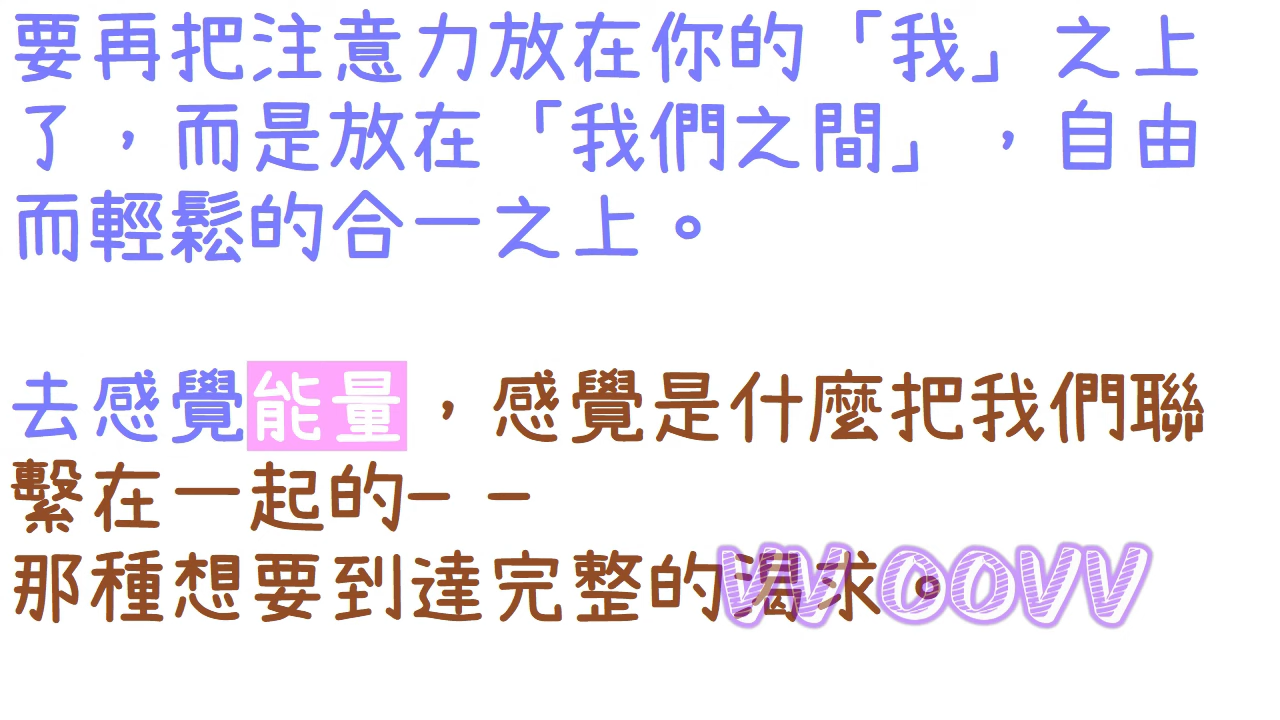 要再把注意力放在你的「我」之上
了，而是放在「我們之間」，自由
而輕鬆的合一之上。
去感覺能量，感覺是什麼把我們聯
繫在一起的— —
那種想要到達完整的渴求。
VV OOVV